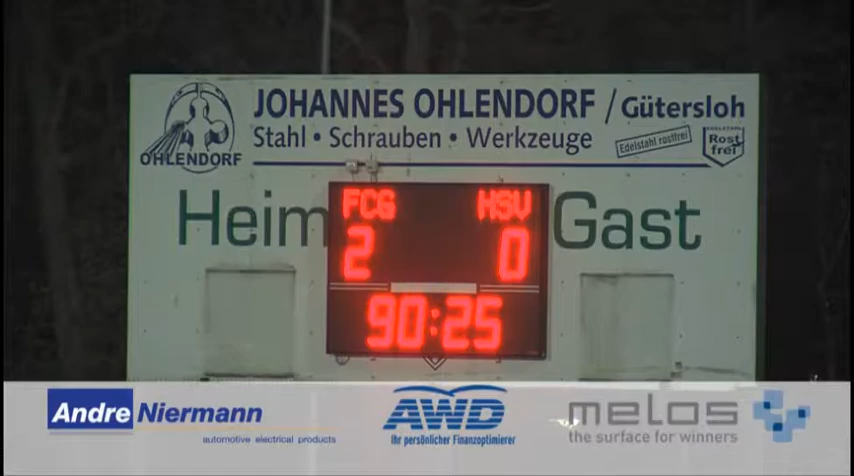 JOHANNES OHLENDORF / Gütersloh
Stahl • Schrauben • Werkzeuge
Edelstahl rostfrei
EDELSTAHL
Rost
frei
OHLENDORF
Heim
Gast
FCG HSV
2 0
90:25
Andre Niermann
automotive electrical products
AWD
Ihr persönlicher Finanzoptimierer
melos
the surface for winners